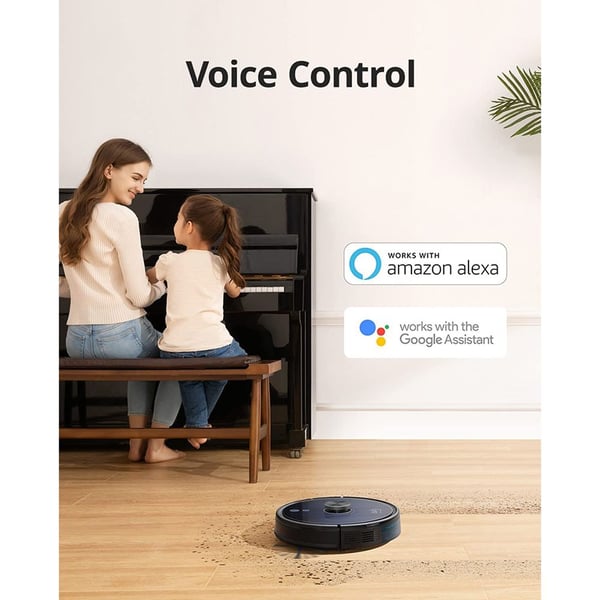 Voice Control
WORKS WITH
amazon alexa
works with the
Google Assistant